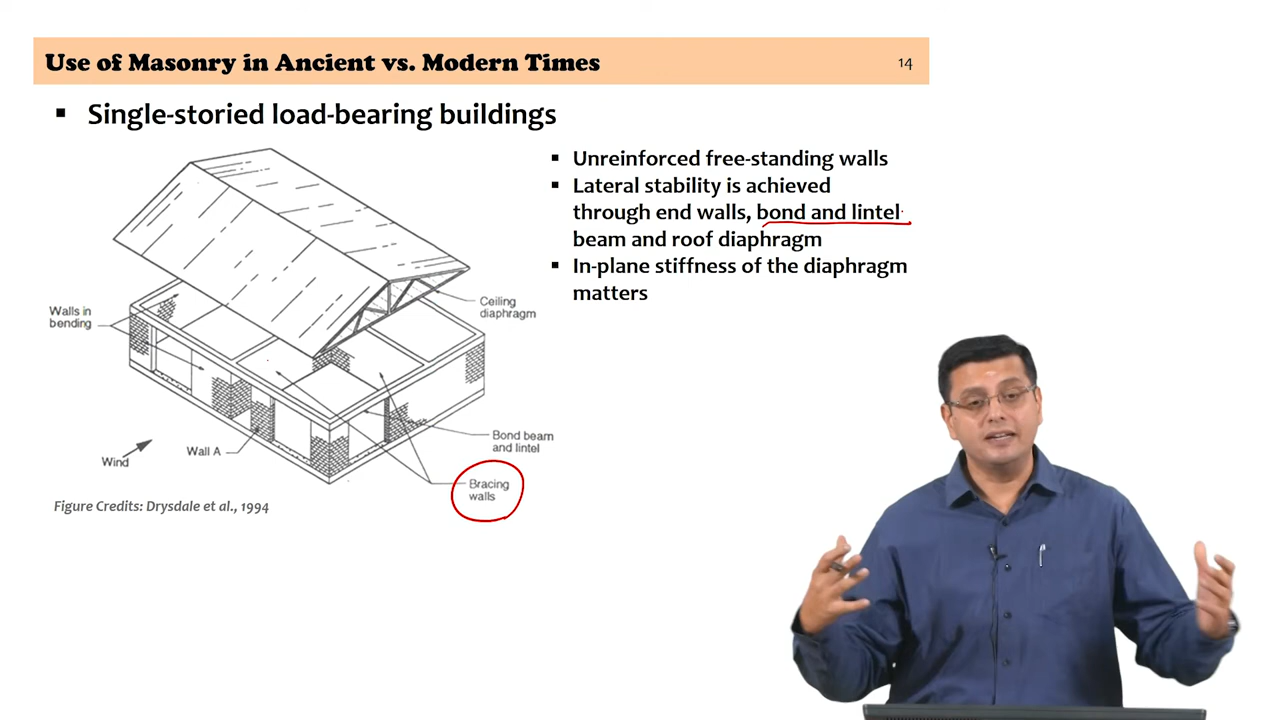 Use of Masonry in Ancient vs. Modern Times
14
▪ Single-storied load-bearing buildings
▪ Unreinforced free-standing walls
▪ Lateral stability is achieved
through end walls, bond and lintel
beam and roof diaphragm
▪ In-plane stiffness of the diaphragm
matters
Ceiling
diaphragm
Walls in
bending
Bond beam
and lintel
Wall A
Wind
Bracing
walls
Figure Credits: Drysdale et al., 1994